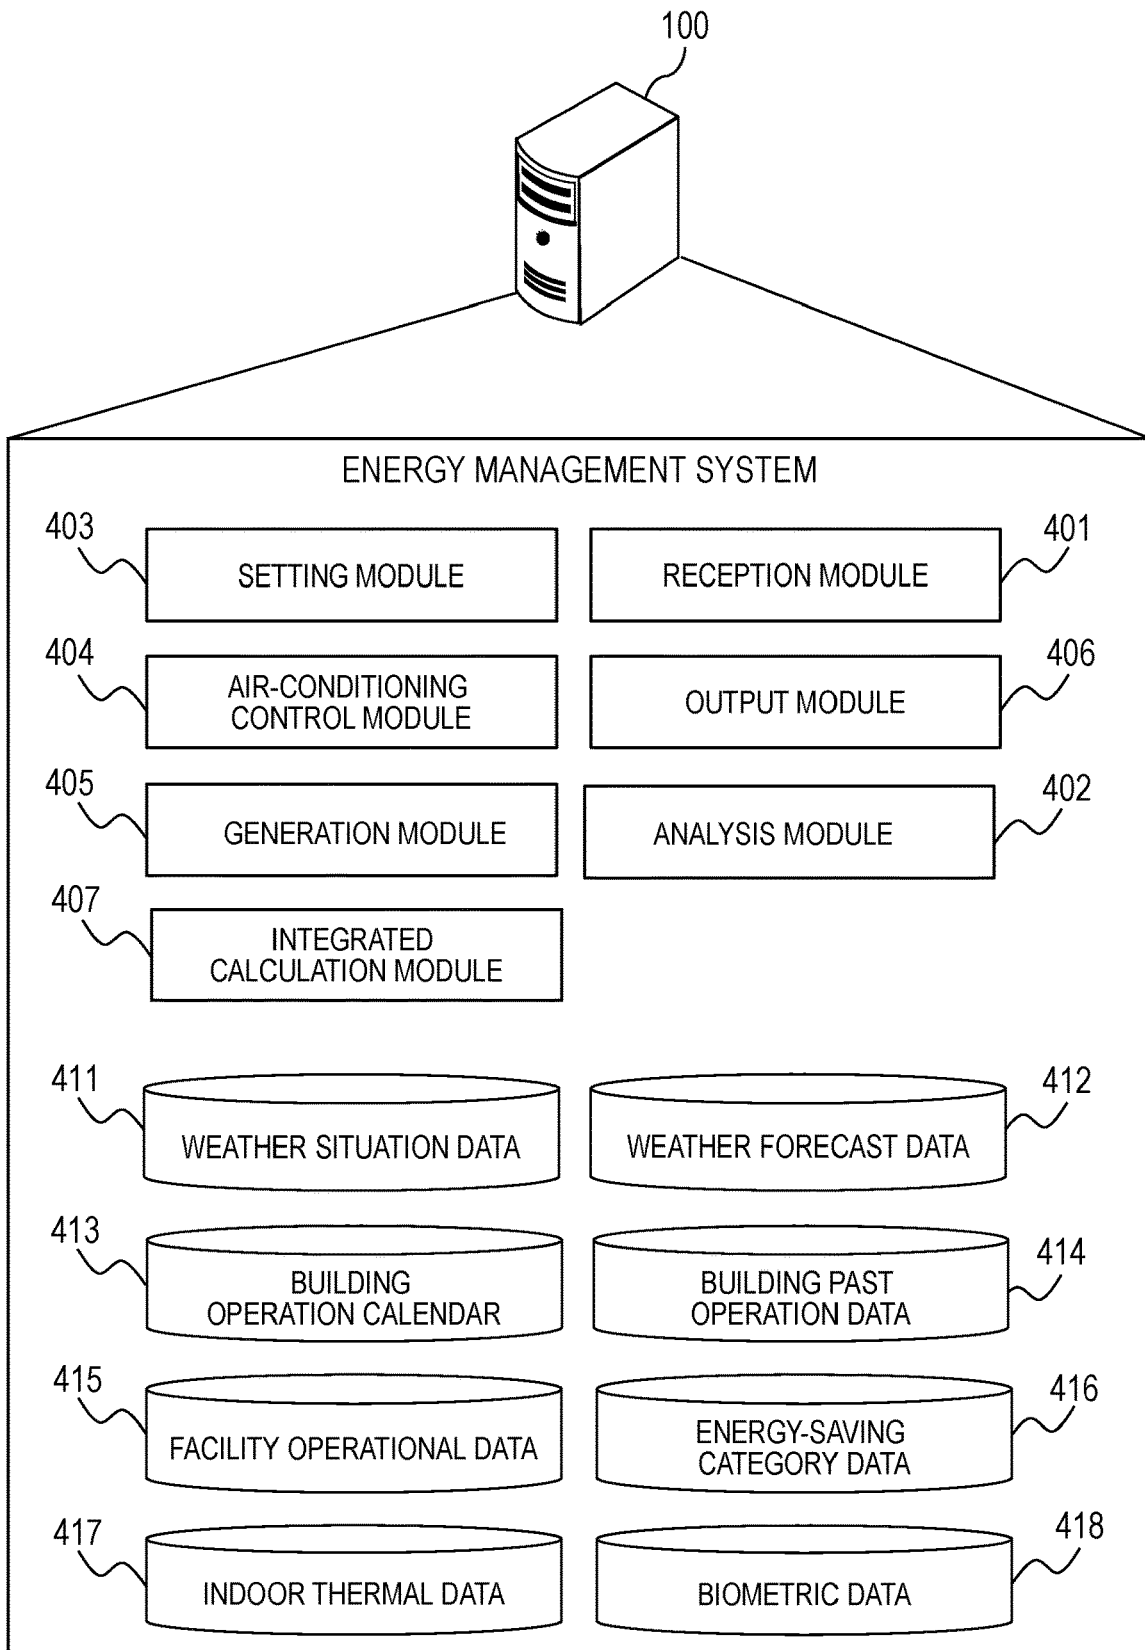 100
ENERGY MANAGEMENT SYSTEM
403
SETTING MODULE
RECEPTION MODULE
401
404
AIR-CONDITIONING
CONTROL MODULE
OUTPUT MODULE
406
405
GENERATION MODULE
ANALYSIS MODULE
402
407
INTEGRATED
CALCULATION MODULE
411
WEATHER SITUATION DATA
WEATHER FORECAST DATA
412
413
BUILDING
OPERATION CALENDAR
BUILDING PAST
OPERATION DATA
414
415
FACILITY OPERATIONAL DATA
ENERGY-SAVING
CATEGORY DATA
416
417
INDOOR THERMAL DATA
BIOMETRIC DATA
418